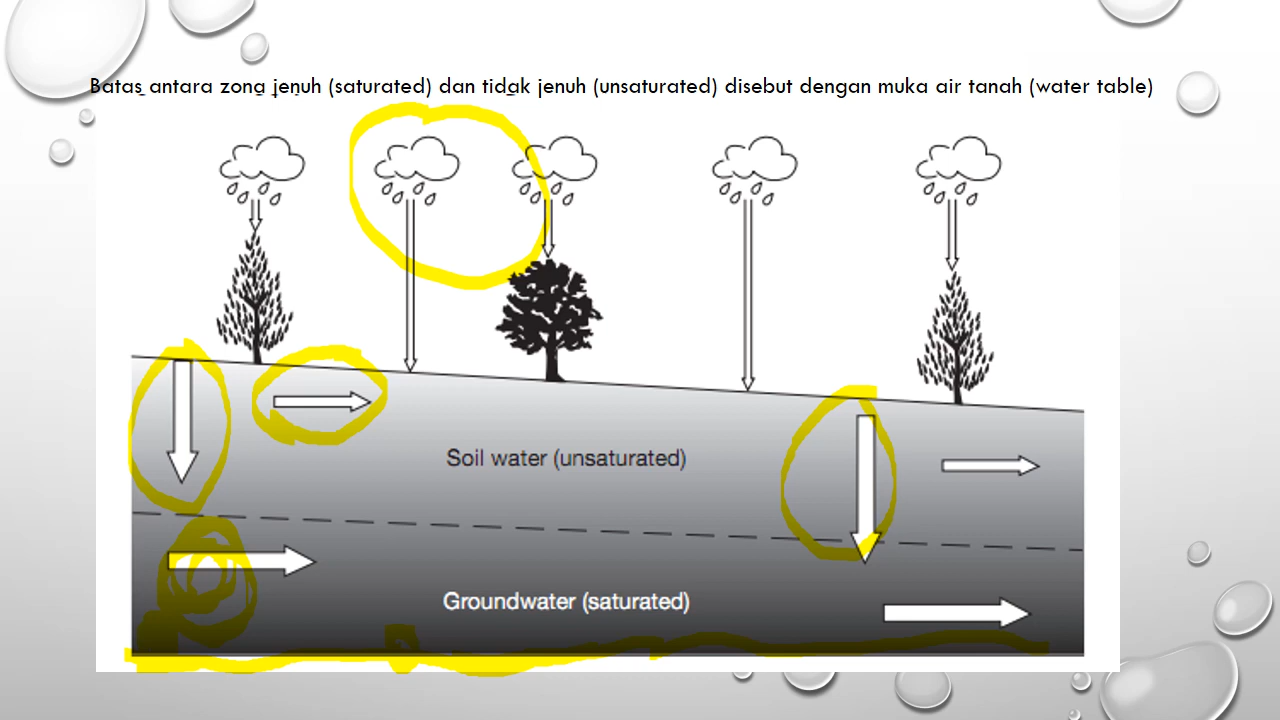 Batas antara zona jenuh (saturated) dan tidak jenuh (unsaturated) disebut dengan muka air tanah (water table)
Soil water (unsaturated)
Groundwater (saturated)